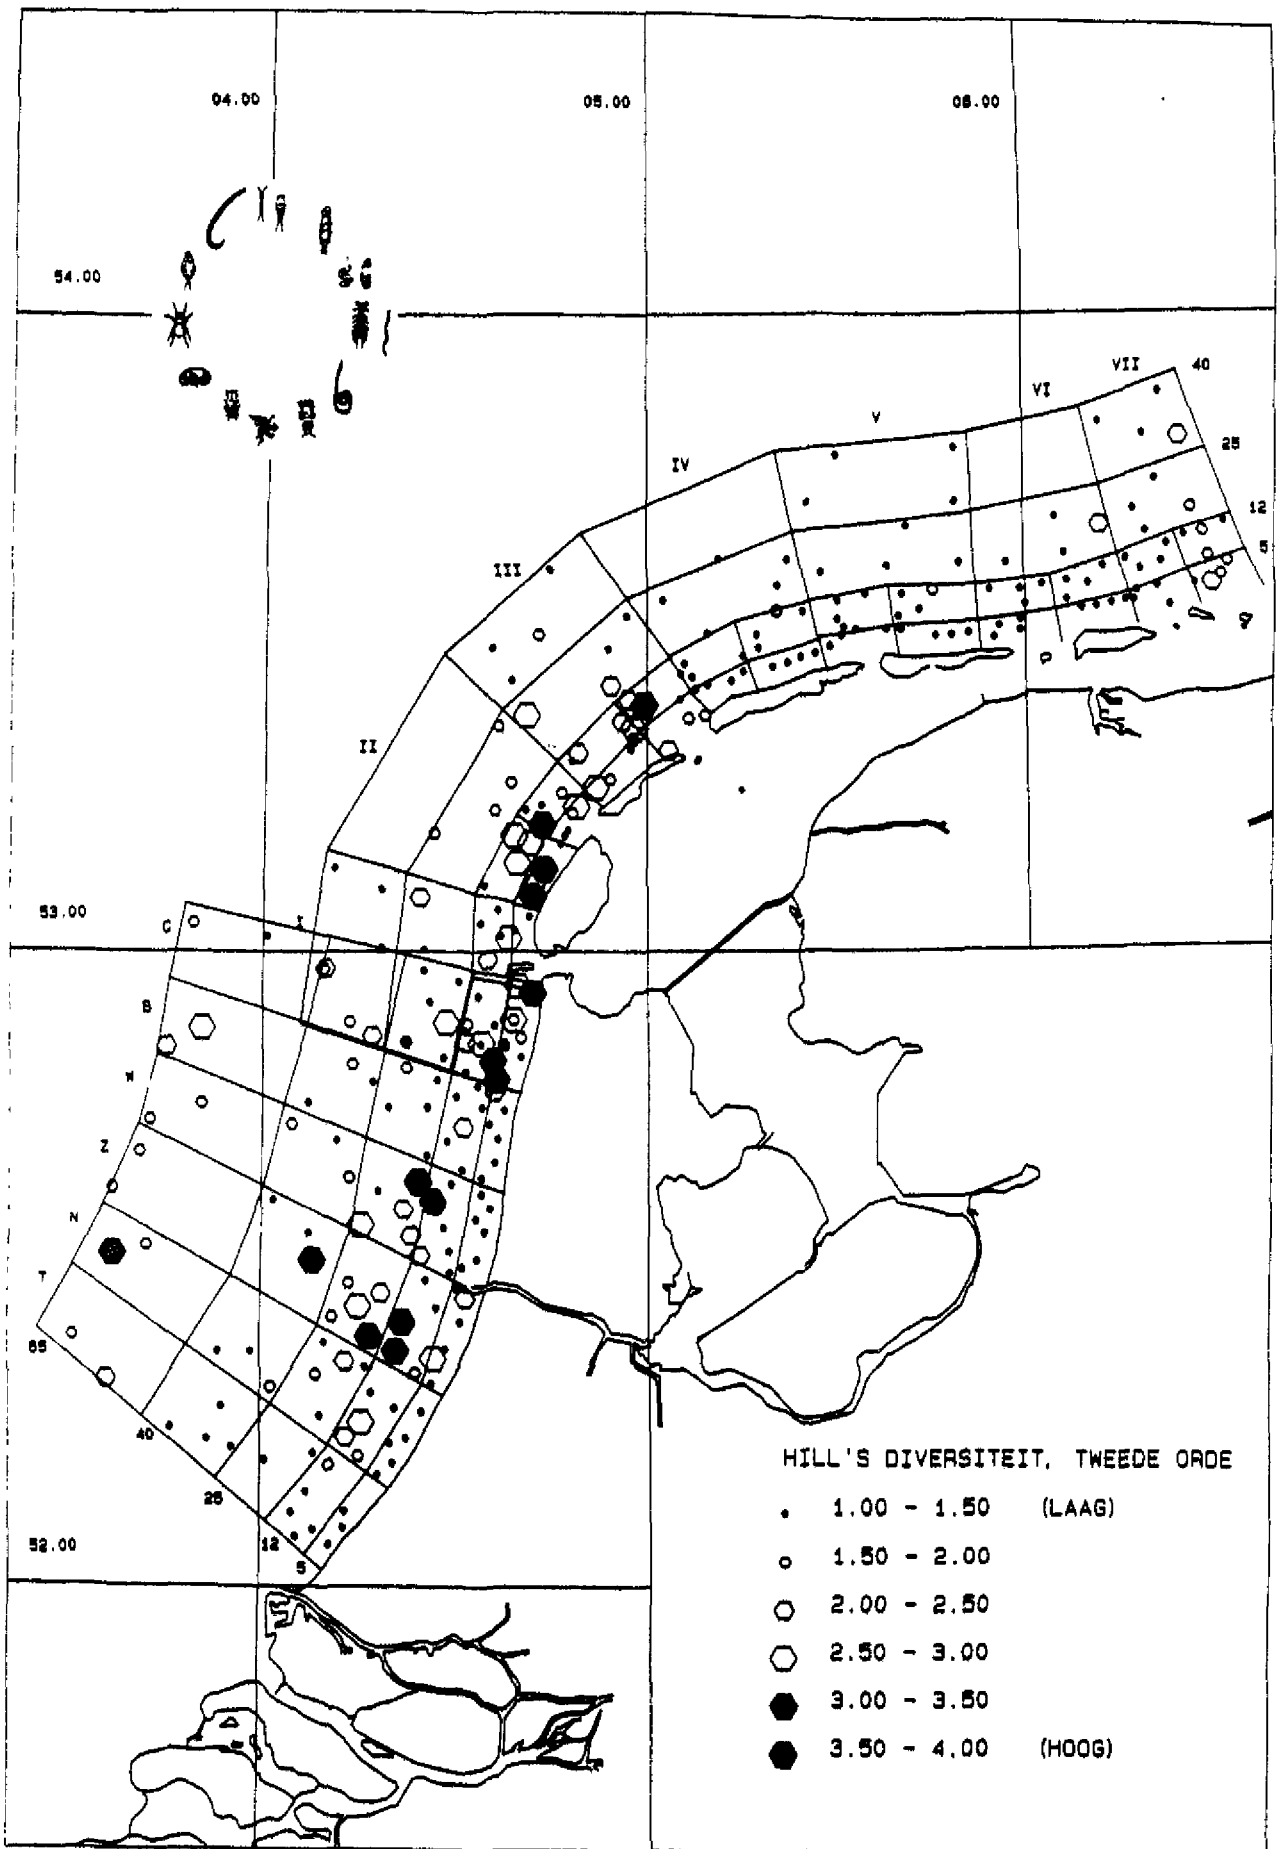 04.00
05.00
06.00
54.00
VII
40
VI
V
25
IV
12
5
III
II
53.00
C
I
B
W
Z
N
T
65
40
25
12
5
52.00
HILL'S DIVERSITEIT, TWEEDE ORDE
1.00 - 1.50 (LAAG)
1.50 - 2.00
2.00 - 2.50
2.50 - 3.00
3.00 - 3.50
3.50 - 4.00 (HOOG)